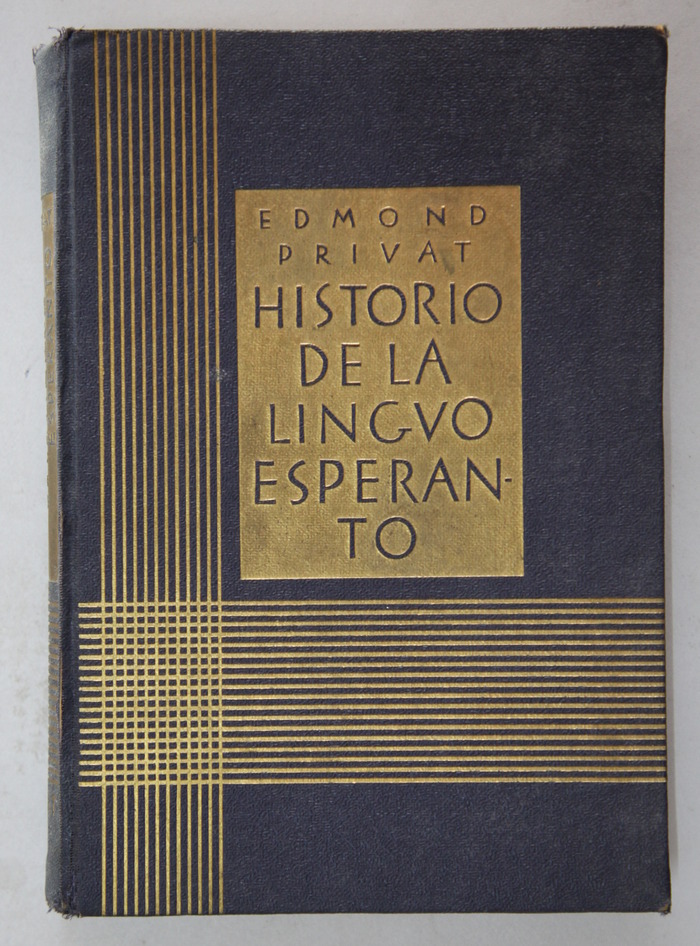 EDMOND
PRIVAT
HISTORIO
DE LA
LINGVO
ESPERAN-
TO